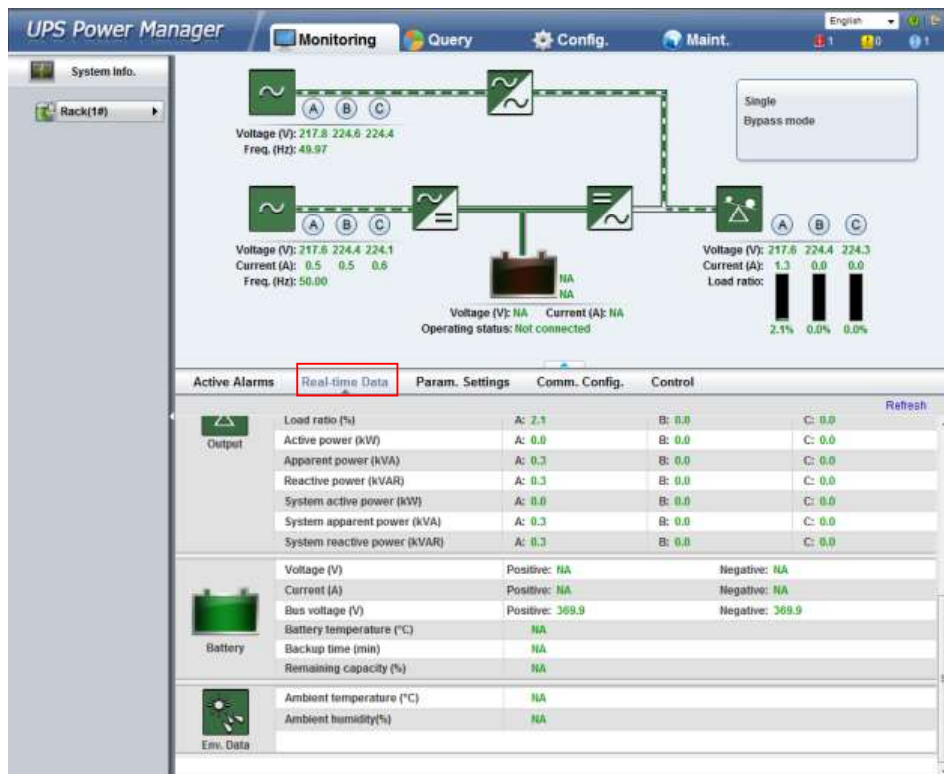 UPS Power Manager
Monitoring Query Config. Maint.
English
1 0 1
System Info.
Rack(1#)
A B C
Voltage (V): 217.8 224.6 224.4
Freq. (Hz): 49.97
Single
Bypass mode
A B C
Voltage (V): 217.6 224.4 224.1
Current (A): 0.5 0.5 0.6
Freq. (Hz): 50.00
NA
NA
Voltage (V): NA Current (A): NA
Operating status: Not connected
A B C
Voltage (V): 217.6 224.4 224.3
Current (A): 1.3 0.0 0.0
Load ratio:
2.1% 0.0% 0.0%
Active Alarms Real-time Data Param. Settings Comm. Config. Control
Refresh
Output
Load ratio (%) A: 2.1 B: 0.0 C: 0.0
Active power (kW) A: 0.0 B: 0.0 C: 0.0
Apparent power (kVA) A: 0.3 B: 0.0 C: 0.0
Reactive power (kVAR) A: 0.3 B: 0.0 C: 0.0
System active power (kW) A: 0.0 B: 0.0 C: 0.0
System apparent power (kVA) A: 0.3 B: 0.0 C: 0.0
System reactive power (kVAR) A: 0.3 B: 0.0 C: 0.0
Battery
Voltage (V) Positive: NA Negative: NA
Current (A) Positive: NA Negative: NA
Bus voltage (V) Positive: 369.9 Negative: 369.9
Battery temperature (°C) NA
Backup time (min) NA
Remaining capacity (%) NA
Env. Data
Ambient temperature (°C) NA
Ambient humidity(%) NA